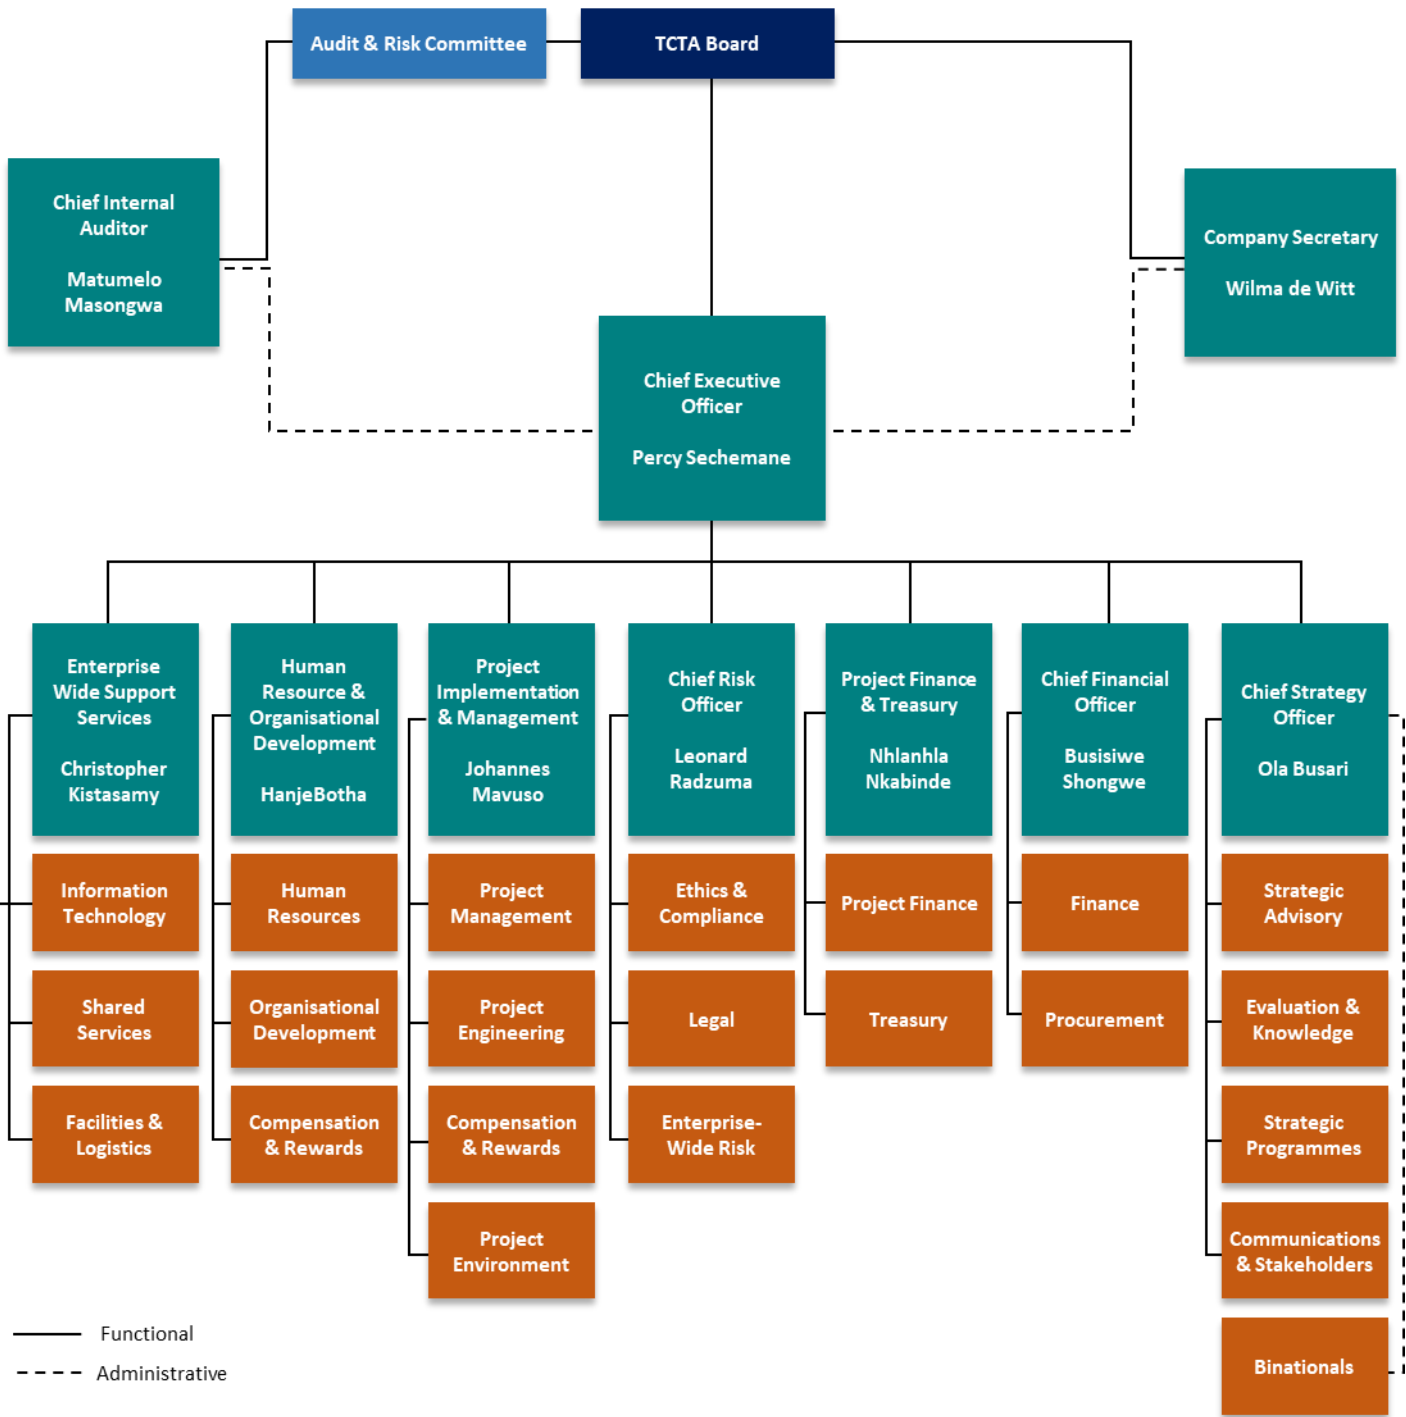 Audit & Risk Committee
TCTA Board
Chief Internal
Auditor
Matumelo
Masongwa
Company Secretary
Wilma de Witt
Chief Executive
Officer
Percy Sechemane
Enterprise
Wide Support
Services
Christopher
Kistasamy
Human
Resource &
Organisational
Development
HanjeBotha
Project
Implementation
& Management
Johannes
Mavuso
Chief Risk
Officer
Leonard
Radzuma
Project Finance
& Treasury
Nhlanhla
Nkabinde
Chief Financial
Officer
Busisiwe
Shongwe
Chief Strategy
Officer
Ola Busari
Information
Technology
Human
Resources
Project
Management
Ethics &
Compliance
Project Finance
Finance
Strategic
Advisory
Shared
Services
Organisational
Development
Project
Engineering
Legal
Treasury
Procurement
Evaluation &
Knowledge
Facilities &
Logistics
Compensation
& Rewards
Compensation
& Rewards
Enterprise-
Wide Risk
Strategic
Programmes
Project
Environment
Communications
& Stakeholders
Binationals
Functional
Administrative